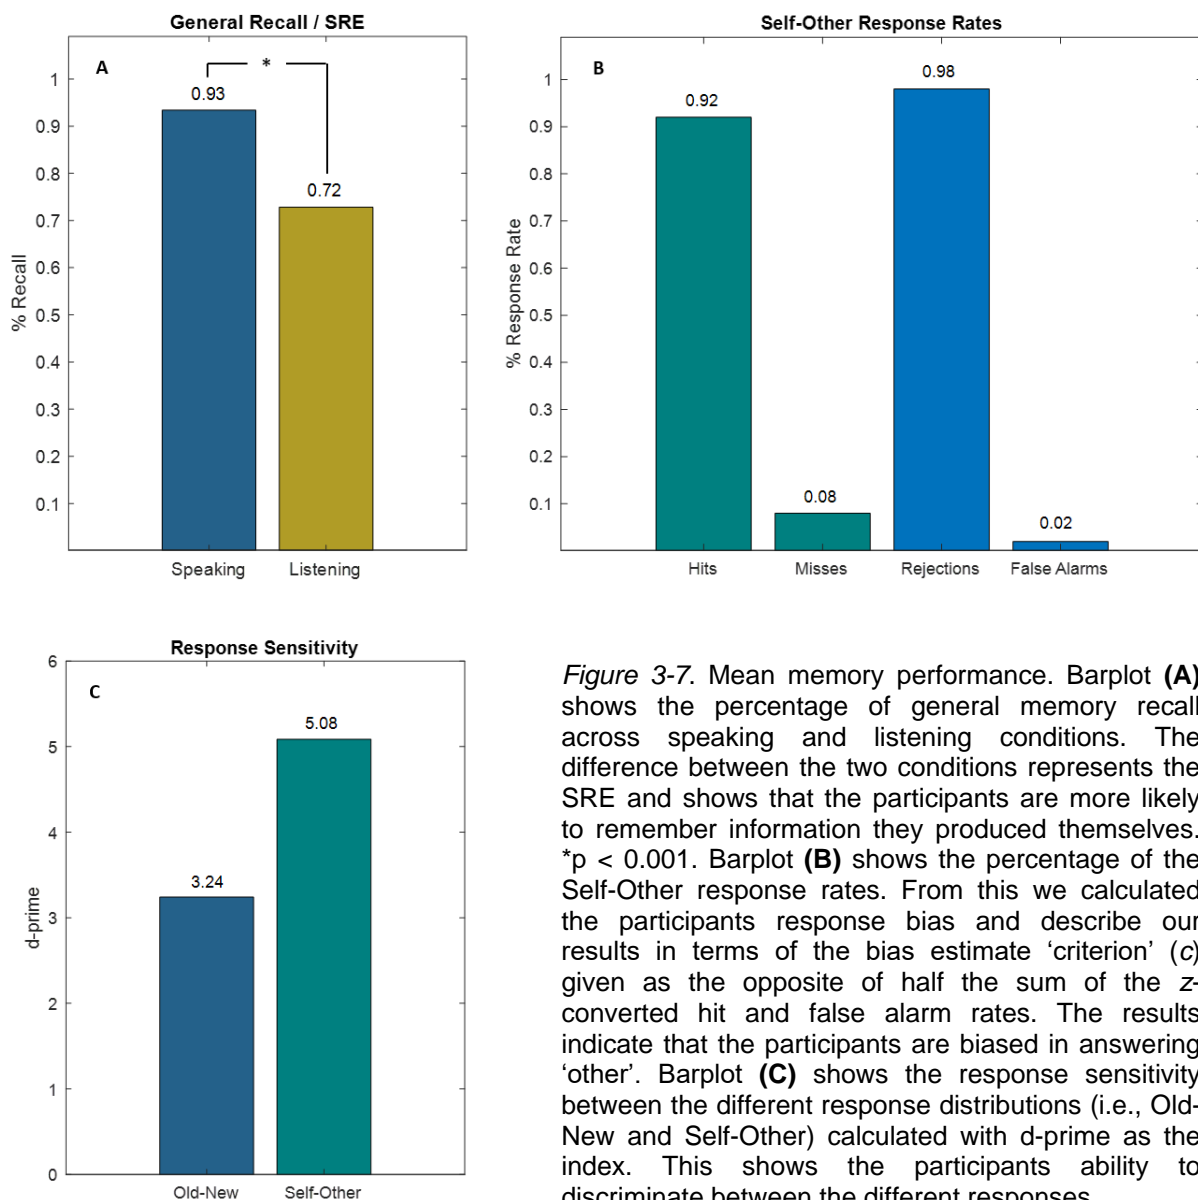 General Recall / SRE
A
*
0.93
0.72
1
0.9
0.8
0.7
0.6
0.5
0.4
0.3
0.2
0.1
% Recall
Speaking Listening
Self-Other Response Rates
B
0.92
0.08
0.98
0.02
1
0.9
0.8
0.7
0.6
0.5
0.4
0.3
0.2
0.1
% Response Rate
Hits Misses Rejections False Alarms
Response Sensitivity
C
3.24
5.08
6
5
4
3
2
1
0
d-prime
Old-New Self-Other
Figure 3-7. Mean memory performance. Barplot (A)
shows the percentage of general memory recall
across speaking and listening conditions. The
difference between the two conditions represents the
SRE and shows that the participants are more likely
to remember information they produced themselves.
*p < 0.001. Barplot (B) shows the percentage of the
Self-Other response rates. From this we calculated
the participants response bias and describe our
results in terms of the bias estimate ‘criterion’ (c)
given as the opposite of half the sum of the z-
converted hit and false alarm rates. The results
indicate that the participants are biased in answering
‘other’. Barplot (C) shows the response sensitivity
between the different response distributions (i.e., Old-
New and Self-Other) calculated with d-prime as the
index. This shows the participants ability to
discriminate between the different responses